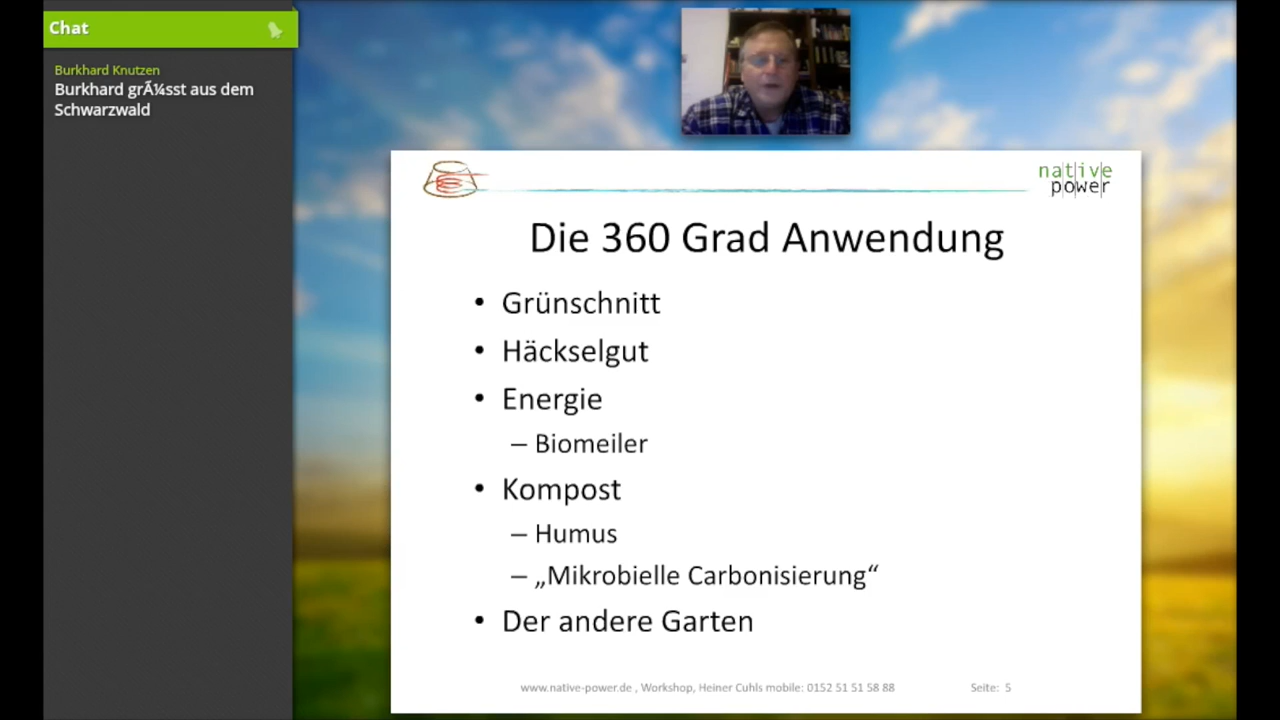 Chat
Burkhard Knutzen
Burkhard grÃ¼sst aus dem
Schwarzwald
native
power
Die 360 Grad Anwendung
• Grünschnitt
• Häckselgut
• Energie
– Biomeiler
• Kompost
– Humus
– „Mikrobielle Carbonisierung“
• Der andere Garten
www.native-power.de , Workshop, Heiner Cuhls mobile: 0152 51 51 58 88 Seite: 5